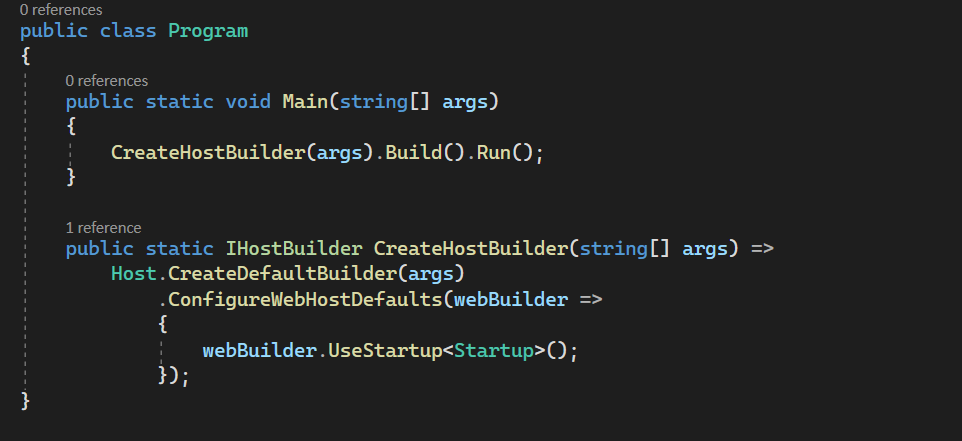 0 references
public class Program
{
0 references
public static void Main(string[] args)
{
CreateHostBuilder(args).Build().Run();
}
1 reference
public static IHostBuilder CreateHostBuilder(string[] args) =>
Host.CreateDefaultBuilder(args)
.ConfigureWebHostDefaults(webBuilder =>
{
webBuilder.UseStartup<Startup>();
});
}